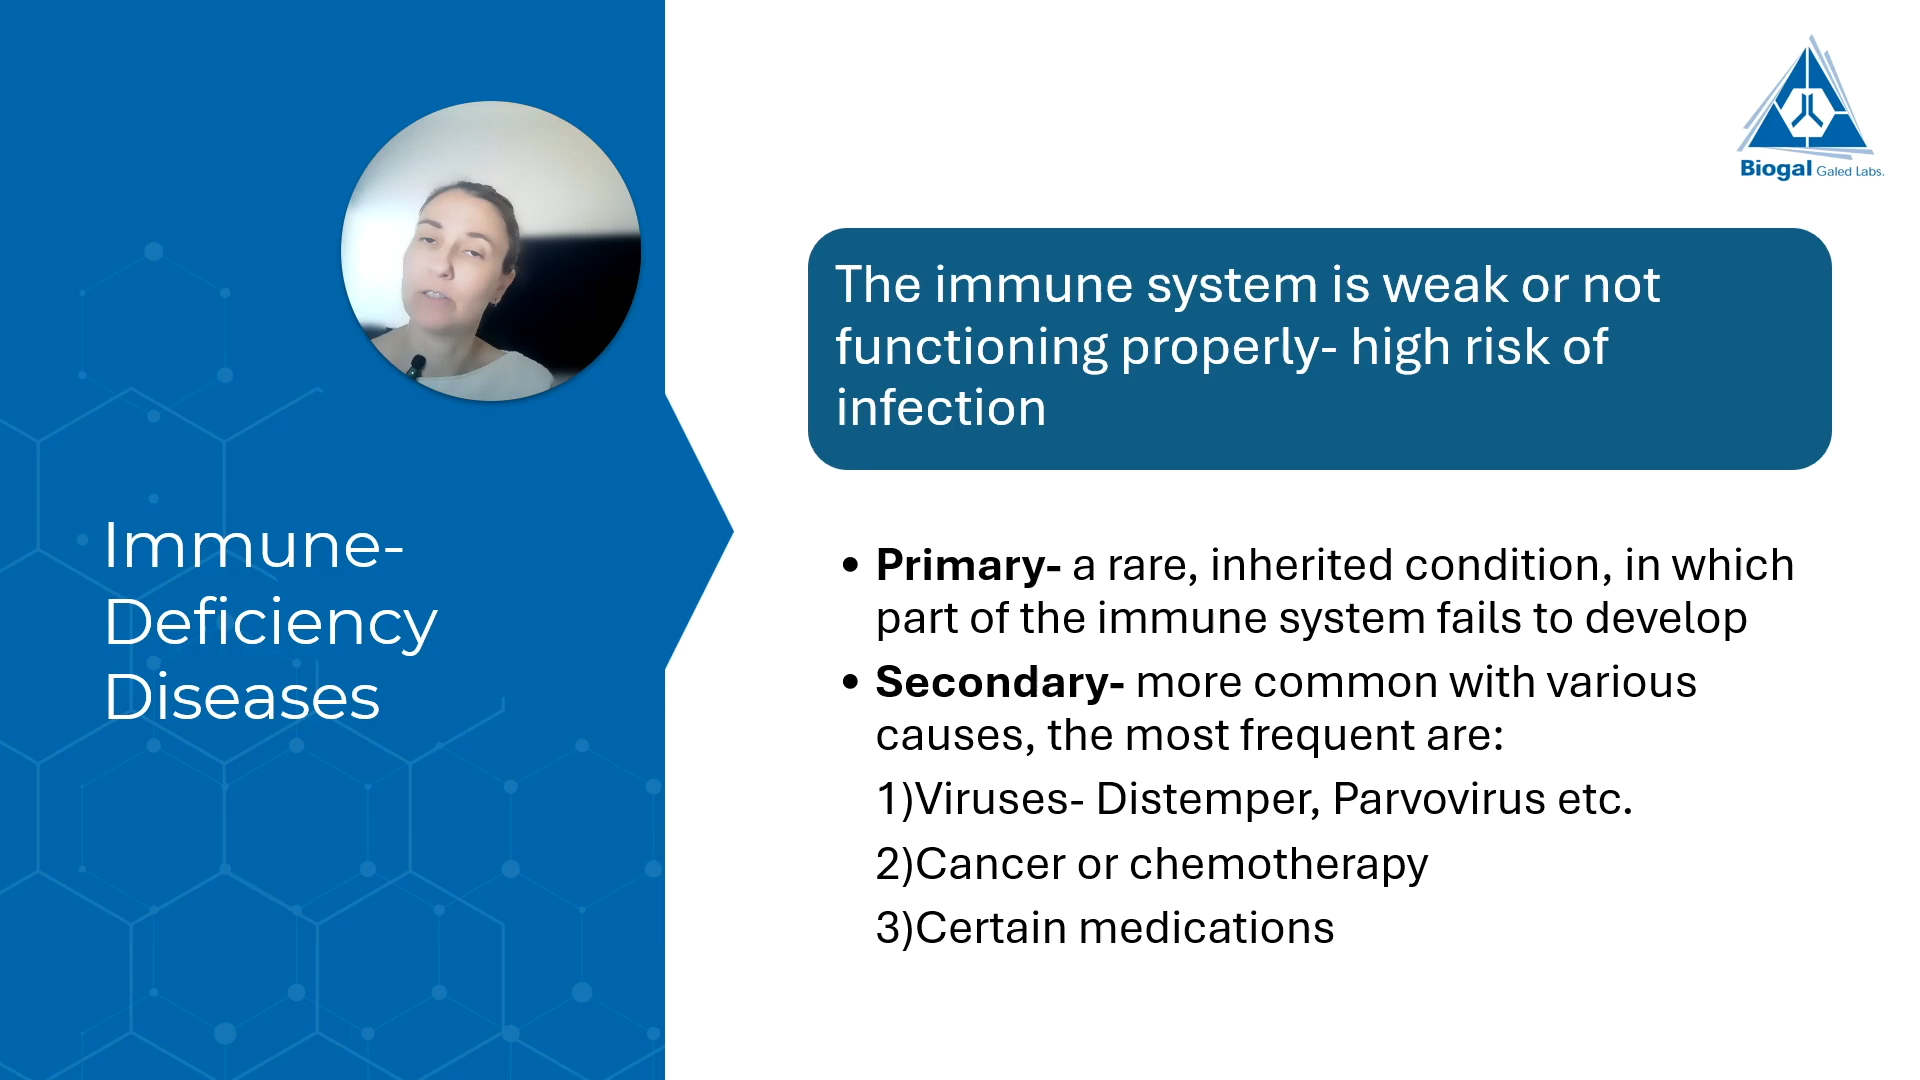 Biogal Galed Labs.
Immune-
Deficiency
Diseases
The immune system is weak or not
functioning properly- high risk of
infection
• Primary- a rare, inherited condition, in which
part of the immune system fails to develop
• Secondary- more common with various
causes, the most frequent are:
1)Viruses- Distemper, Parvovirus etc.
2)Cancer or chemotherapy
3)Certain medications